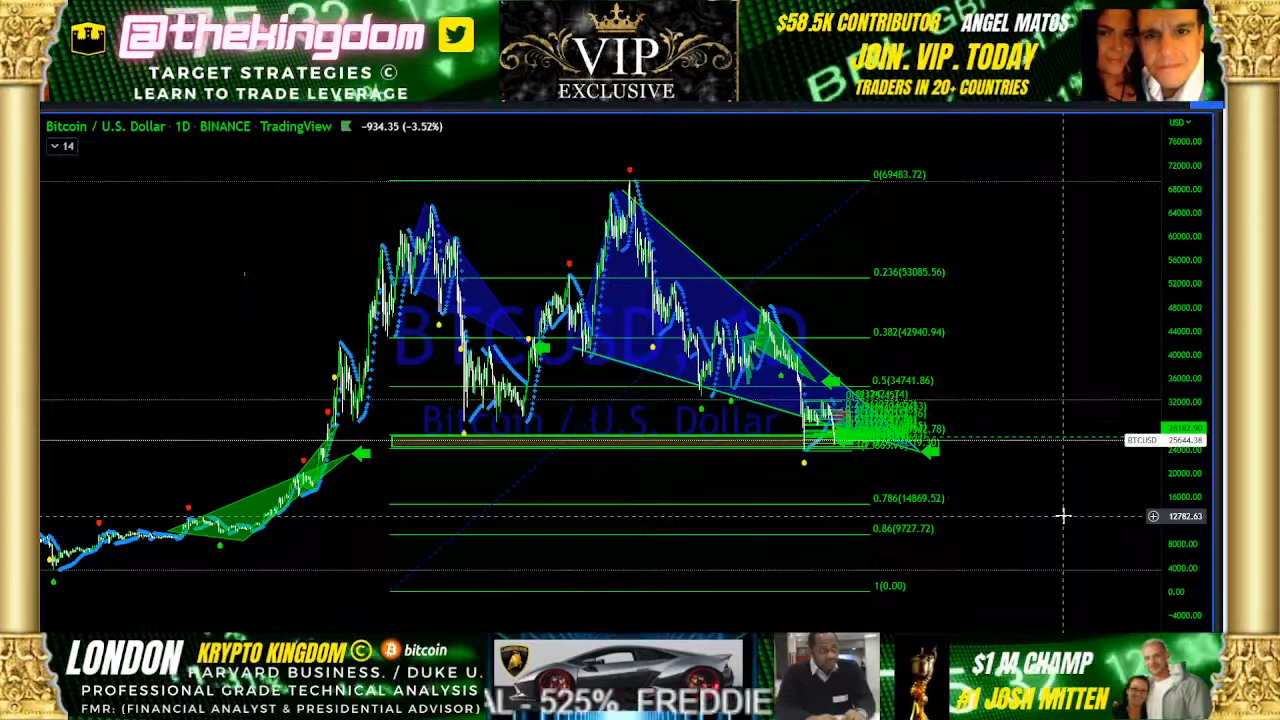 @thekingdom
TARGET STRATEGIES ©
LEARN TO TRADE LEVERAGE
VIP
EXCLUSIVE
$58.5K CONTRIBUTOR ANGEL MATOS
JOIN. VIP. TODAY
TRADERS IN 20+ COUNTRIES
Bitcoin / U.S. Dollar · 1D · BINANCE · TradingView −934.35 (−3.52%)
14
USD
76000.00
72000.00
68000.00
64000.00
60000.00
56000.00
52000.00
48000.00
44000.00
40000.00
36000.00
32000.00
26182.90
BTCUSD 25644.38
24000.00
20000.00
16000.00
12782.63
8000.00
4000.00
0.00
−4000.00
0(69483.72)
0.236(53085.56)
0.382(42940.94)
0.5(34741.86)
0.786(14869.52)
0.86(9727.72)
1(0.00)
BTCUSD, 1D
Bitcoin / U.S. Dollar
LONDON KRYPTO KINGDOM © bitcoin
HARVARD BUSINESS. / DUKE U.
PROFESSIONAL GRADE TECHNICAL ANALYSIS
FMR: (FINANCIAL ANALYST & PRESIDENTIAL ADVISOR)
AL - 525% FREDDIE
$1 M CHAMP
#1 JOSH MITTEN